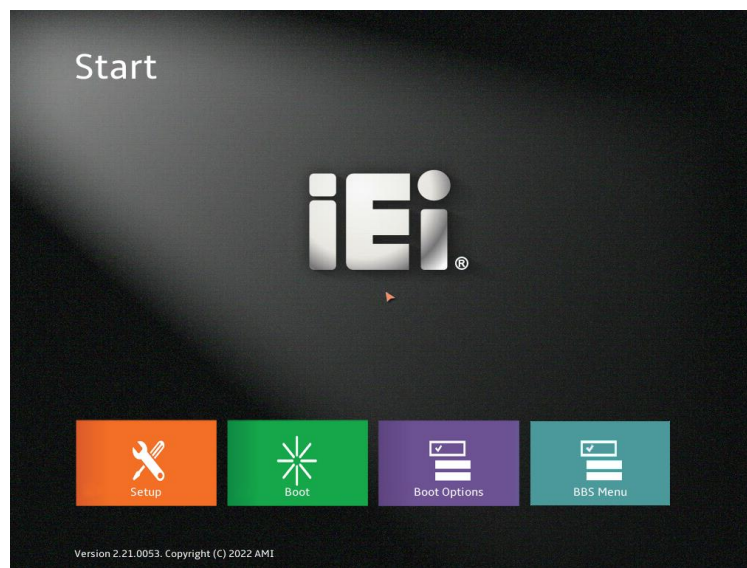 Start
iEi®
Setup
Boot
Boot Options
BBS Menu
Version 2.21.0053. Copyright (C) 2022 AMI